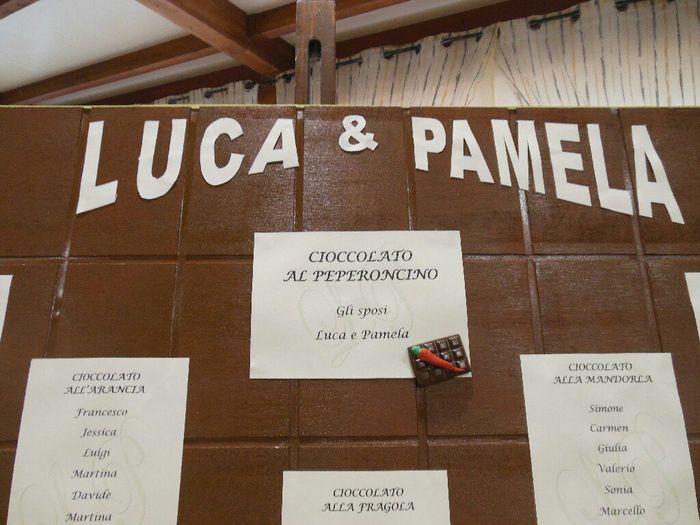 LUCA & PAMELA
CIOCCOLATO
AL PEPERONCINO
Gli sposi
Luca e Pamela
CIOCCOLATO
ALL'ARANCIA
Francesco
Jessica
Luigi
Martina
Davide
Martina
CIOCCOLATO
ALLA FRAGOLA
CIOCCOLATO
ALLA MANDORLA
Simone
Carmen
Giulia
Valerio
Sonia
Marcello